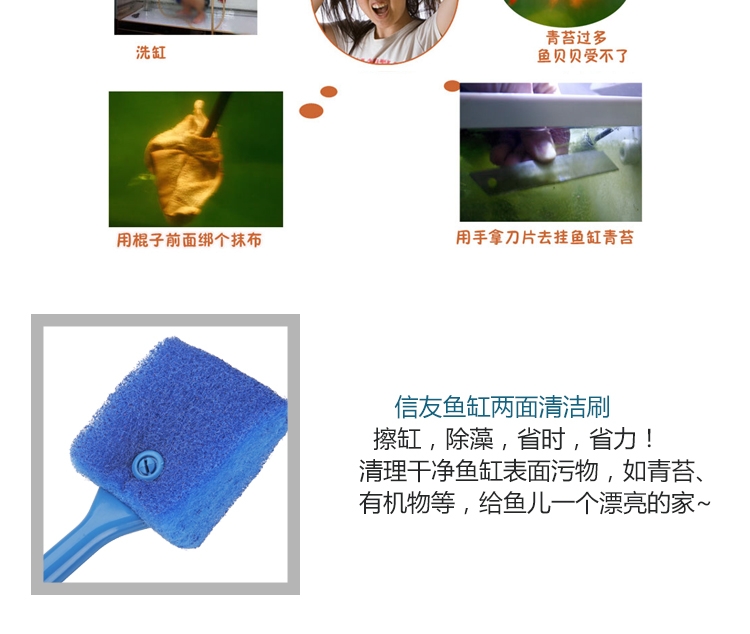 洗缸
青苔过多
鱼贝贝受不了
用棍子前面绑个抹布
用手拿刀片去挂鱼缸青苔
信友鱼缸两面清洁刷
擦缸，除藻，省时，省力！
清理干净鱼缸表面污物，如青苔、
有机物等，给鱼儿一个漂亮的家~